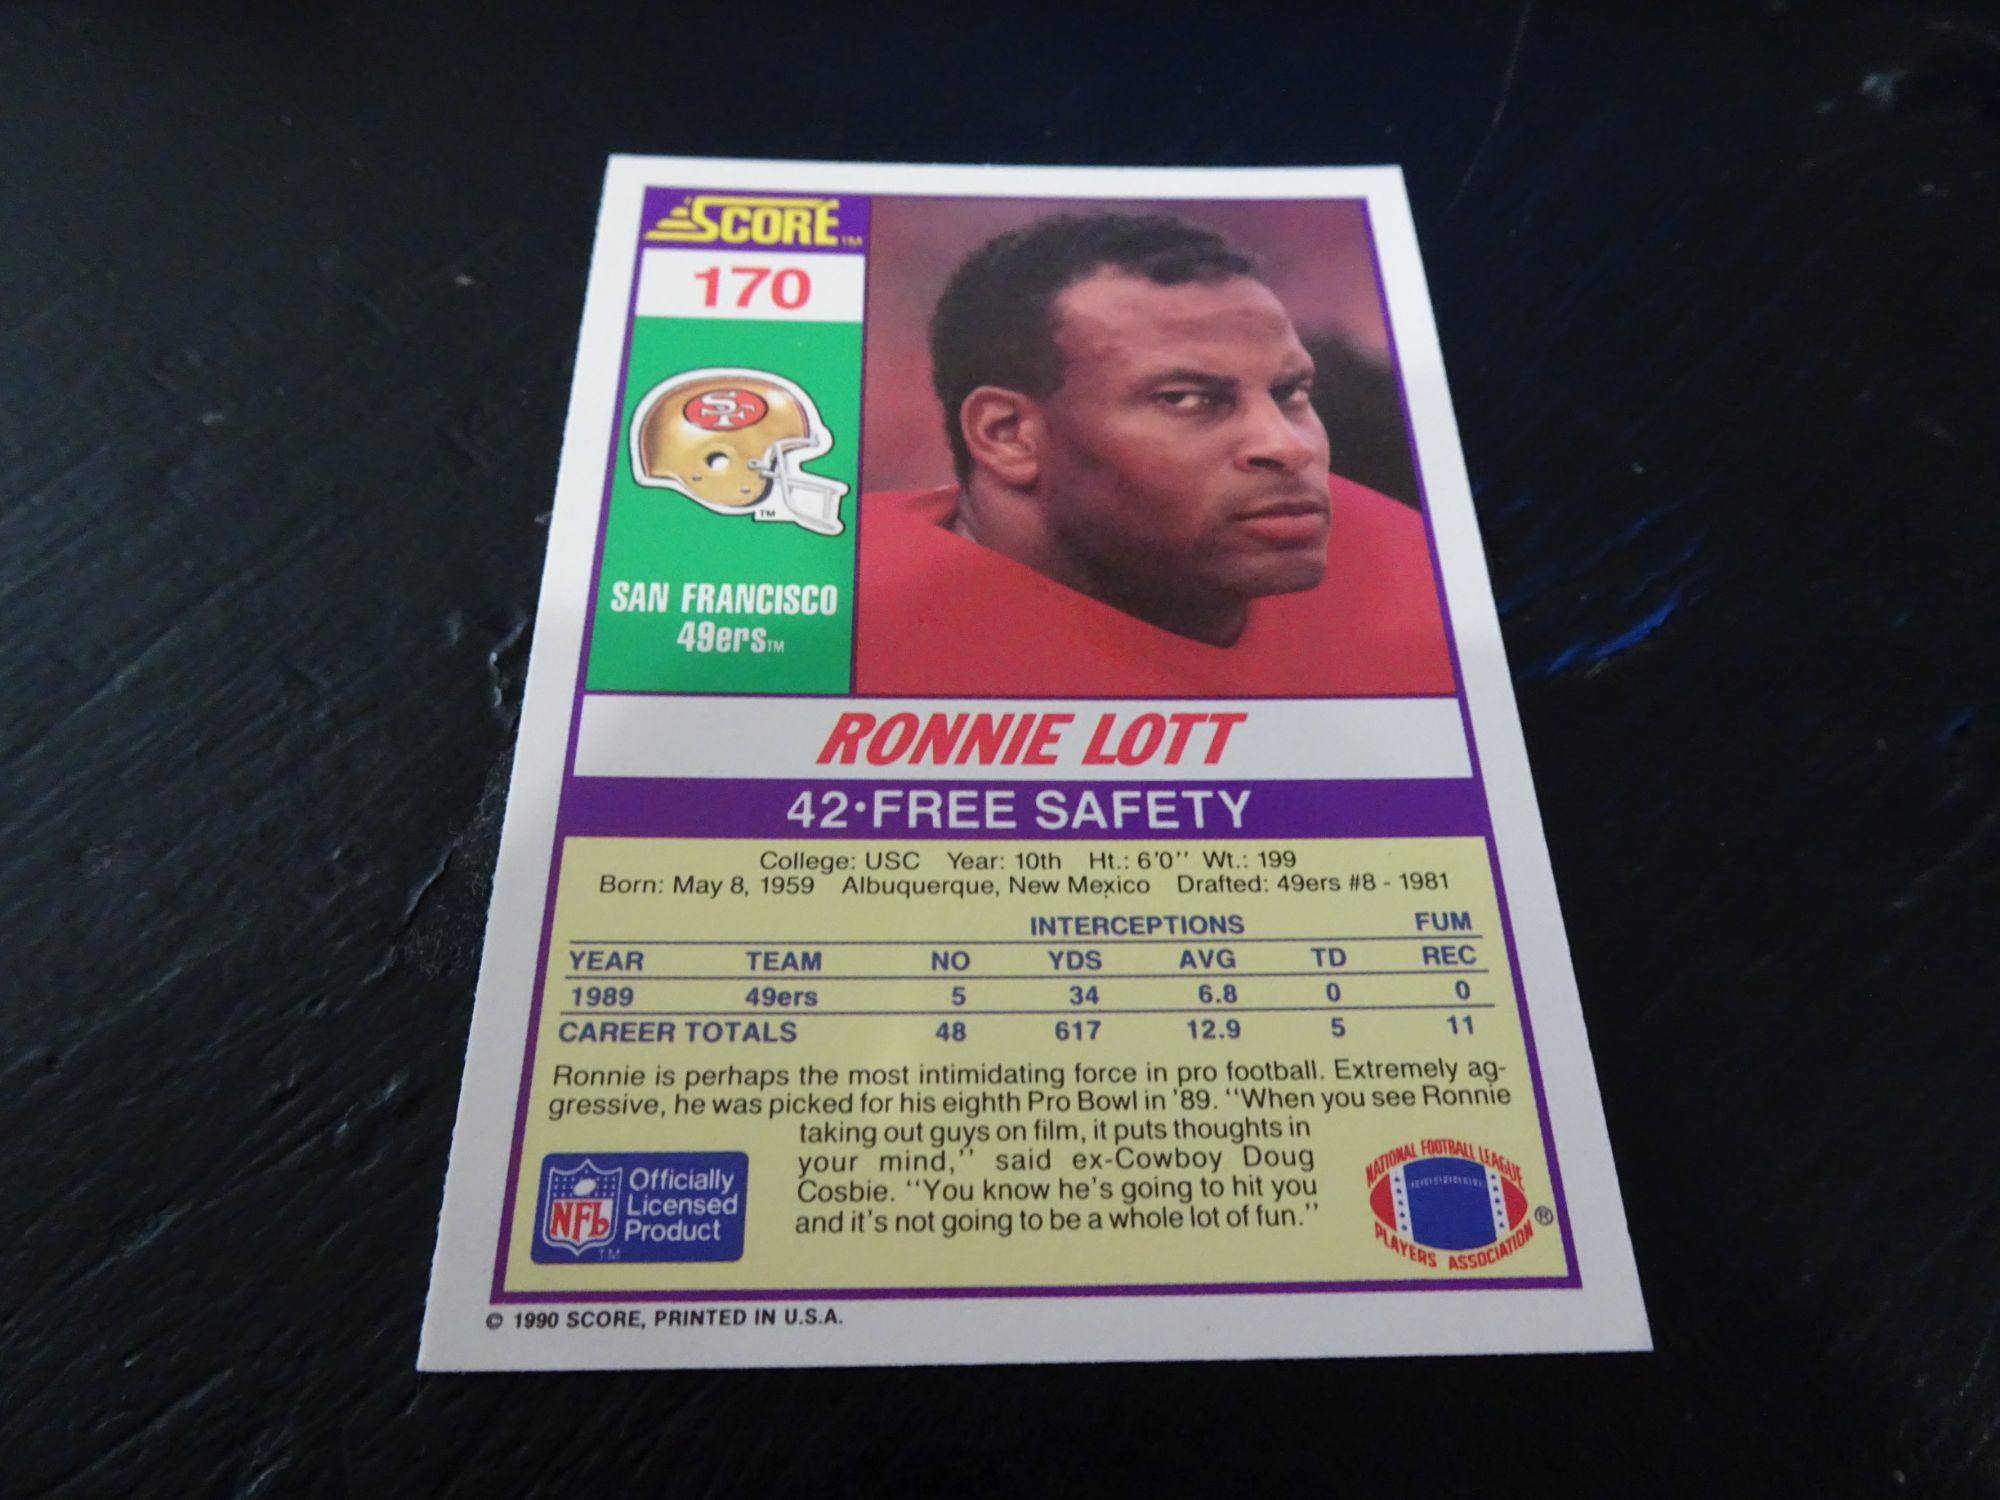 SCORE™
170
SF
TM
SAN FRANCISCO
49ers™
RONNIE LOTT
42•FREE SAFETY
College: USC Year: 10th Ht.: 6'0'' Wt.: 199
Born: May 8, 1959 Albuquerque, New Mexico Drafted: 49ers #8 - 1981
INTERCEPTIONS FUM
YEAR TEAM NO YDS AVG TD REC
1989 49ers 5 34 6.8 0 0
CAREER TOTALS 48 617 12.9 5 11
Ronnie is perhaps the most intimidating force in pro football. Extremely ag-
gressive, he was picked for his eighth Pro Bowl in '89. ''When you see Ronnie
taking out guys on film, it puts thoughts in
your mind,'' said ex-Cowboy Doug
Cosbie. ''You know he's going to hit you
and it's not going to be a whole lot of fun.''
NFL
TM
Officially
Licensed
Product
NATIONAL FOOTBALL LEAGUE
PLAYERS ASSOCIATION
®
© 1990 SCORE, PRINTED IN U.S.A.